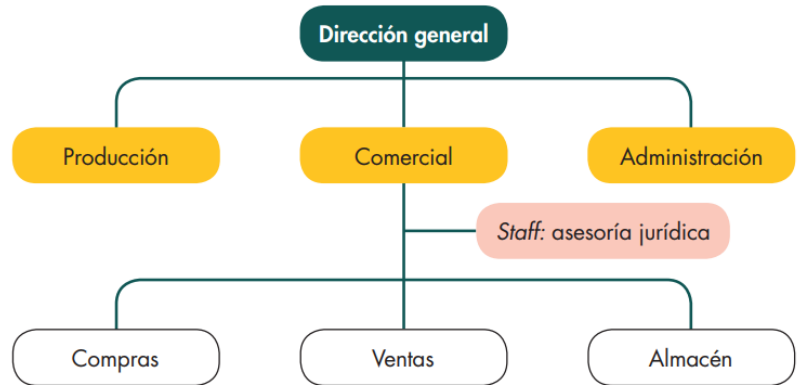 Dirección general
Producción
Comercial
Administración
Staff: asesoría jurídica
Compras
Ventas
Almacén